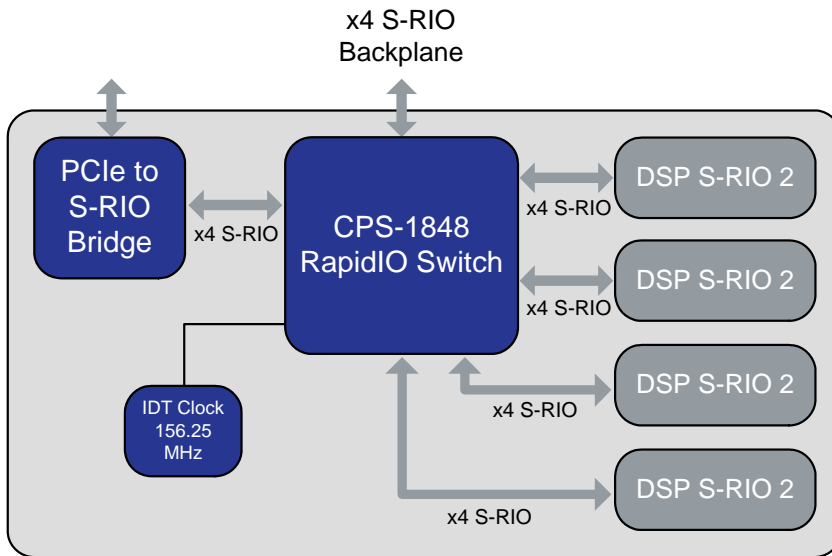 x4 S-RIO
Backplane
PCIe to
S-RIO
Bridge
x4 S-RIO
CPS-1848
RapidIO Switch
x4 S-RIO
DSP S-RIO 2
x4 S-RIO
DSP S-RIO 2
x4 S-RIO
DSP S-RIO 2
x4 S-RIO
DSP S-RIO 2
IDT Clock
156.25
MHz